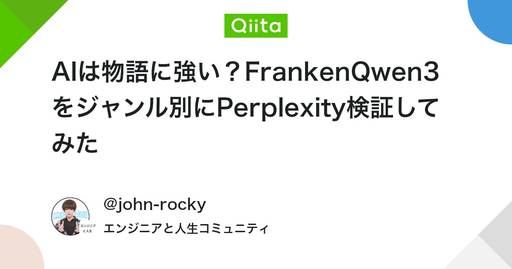 Qiita
AIは物語に強い？FrankenQwen3
をジャンル別にPerplexity検証して
みた
@john-rocky
エンジニアと人生コミュニティ